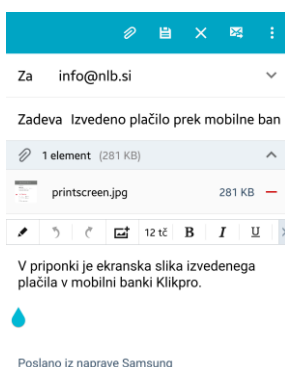 Za info@nlb.si
Zadeva Izvedeno plačilo prek mobilne ban
1 element (281 KB)
printscreen.jpg 281 KB
12 tč B I U
V priponki je ekranska slika izvedenega
plačila v mobilni banki Klikpro.
Poslano iz naprave Samsung